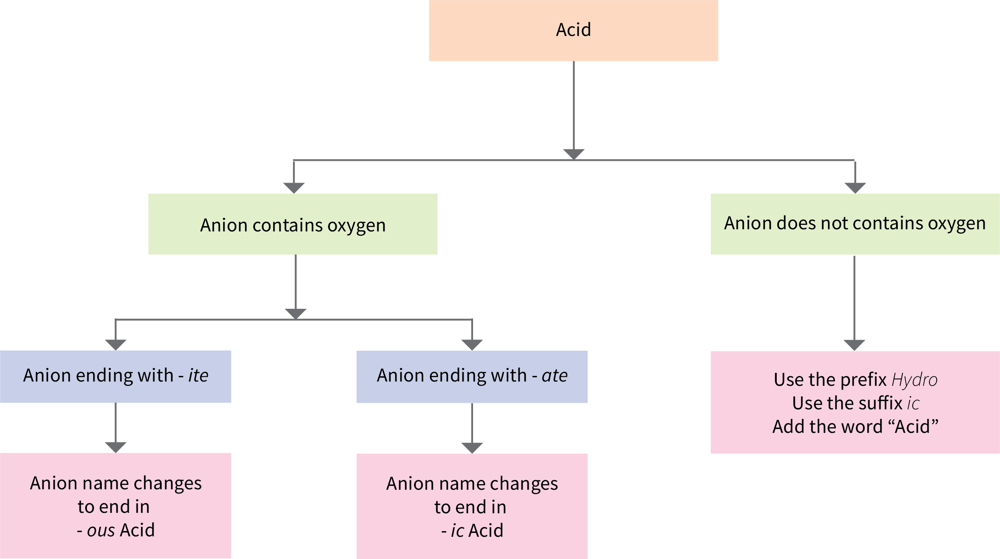 Acid
Anion contains oxygen
Anion does not contains oxygen
Anion ending with - ite
Anion ending with - ate
Use the prefix Hydro
Use the suffix ic
Add the word “Acid”
Anion name changes
to end in
- ous Acid
Anion name changes
to end in
- ic Acid